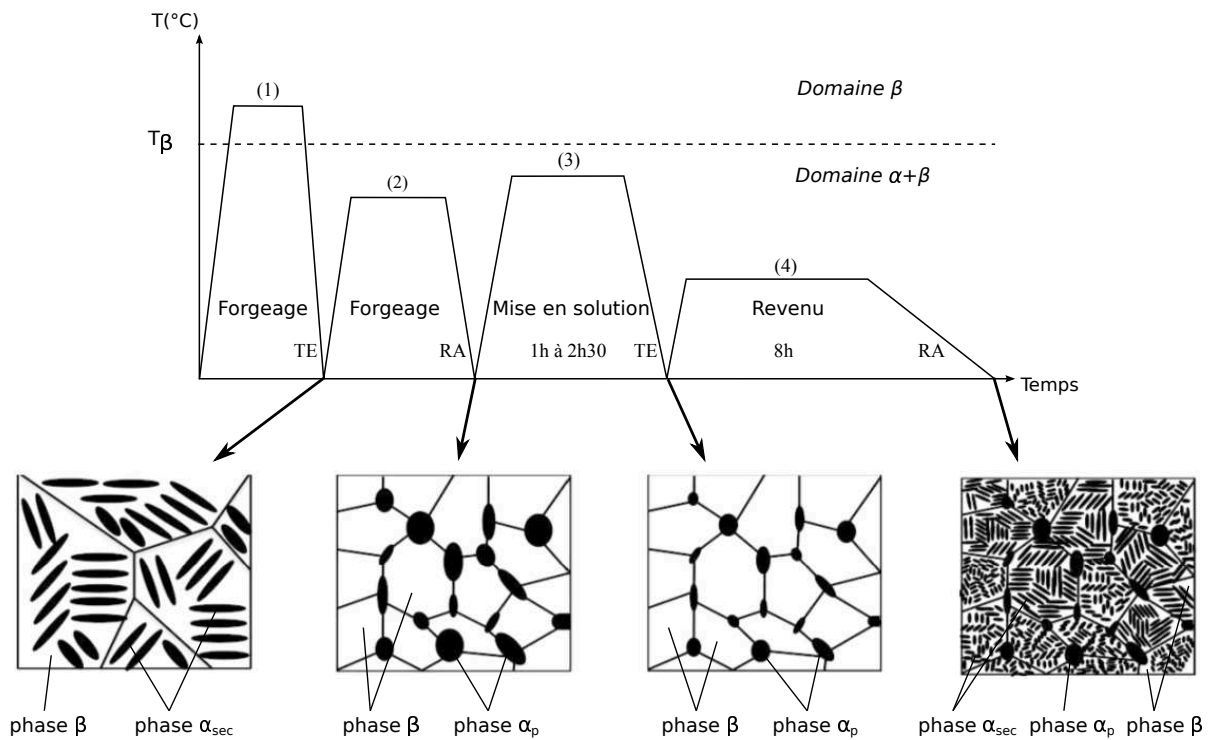 T(°C)
(1)
Domaine β
Tβ
(3)
Domaine α+β
(2)
(4)
Forgeage
Forgeage
Mise en solution
Revenu
TE
RA
1h à 2h30
TE
8h
RA
Temps
phase β
phase αsec
phase β
phase αp
phase β
phase αp
phase αsec
phase αp
phase β